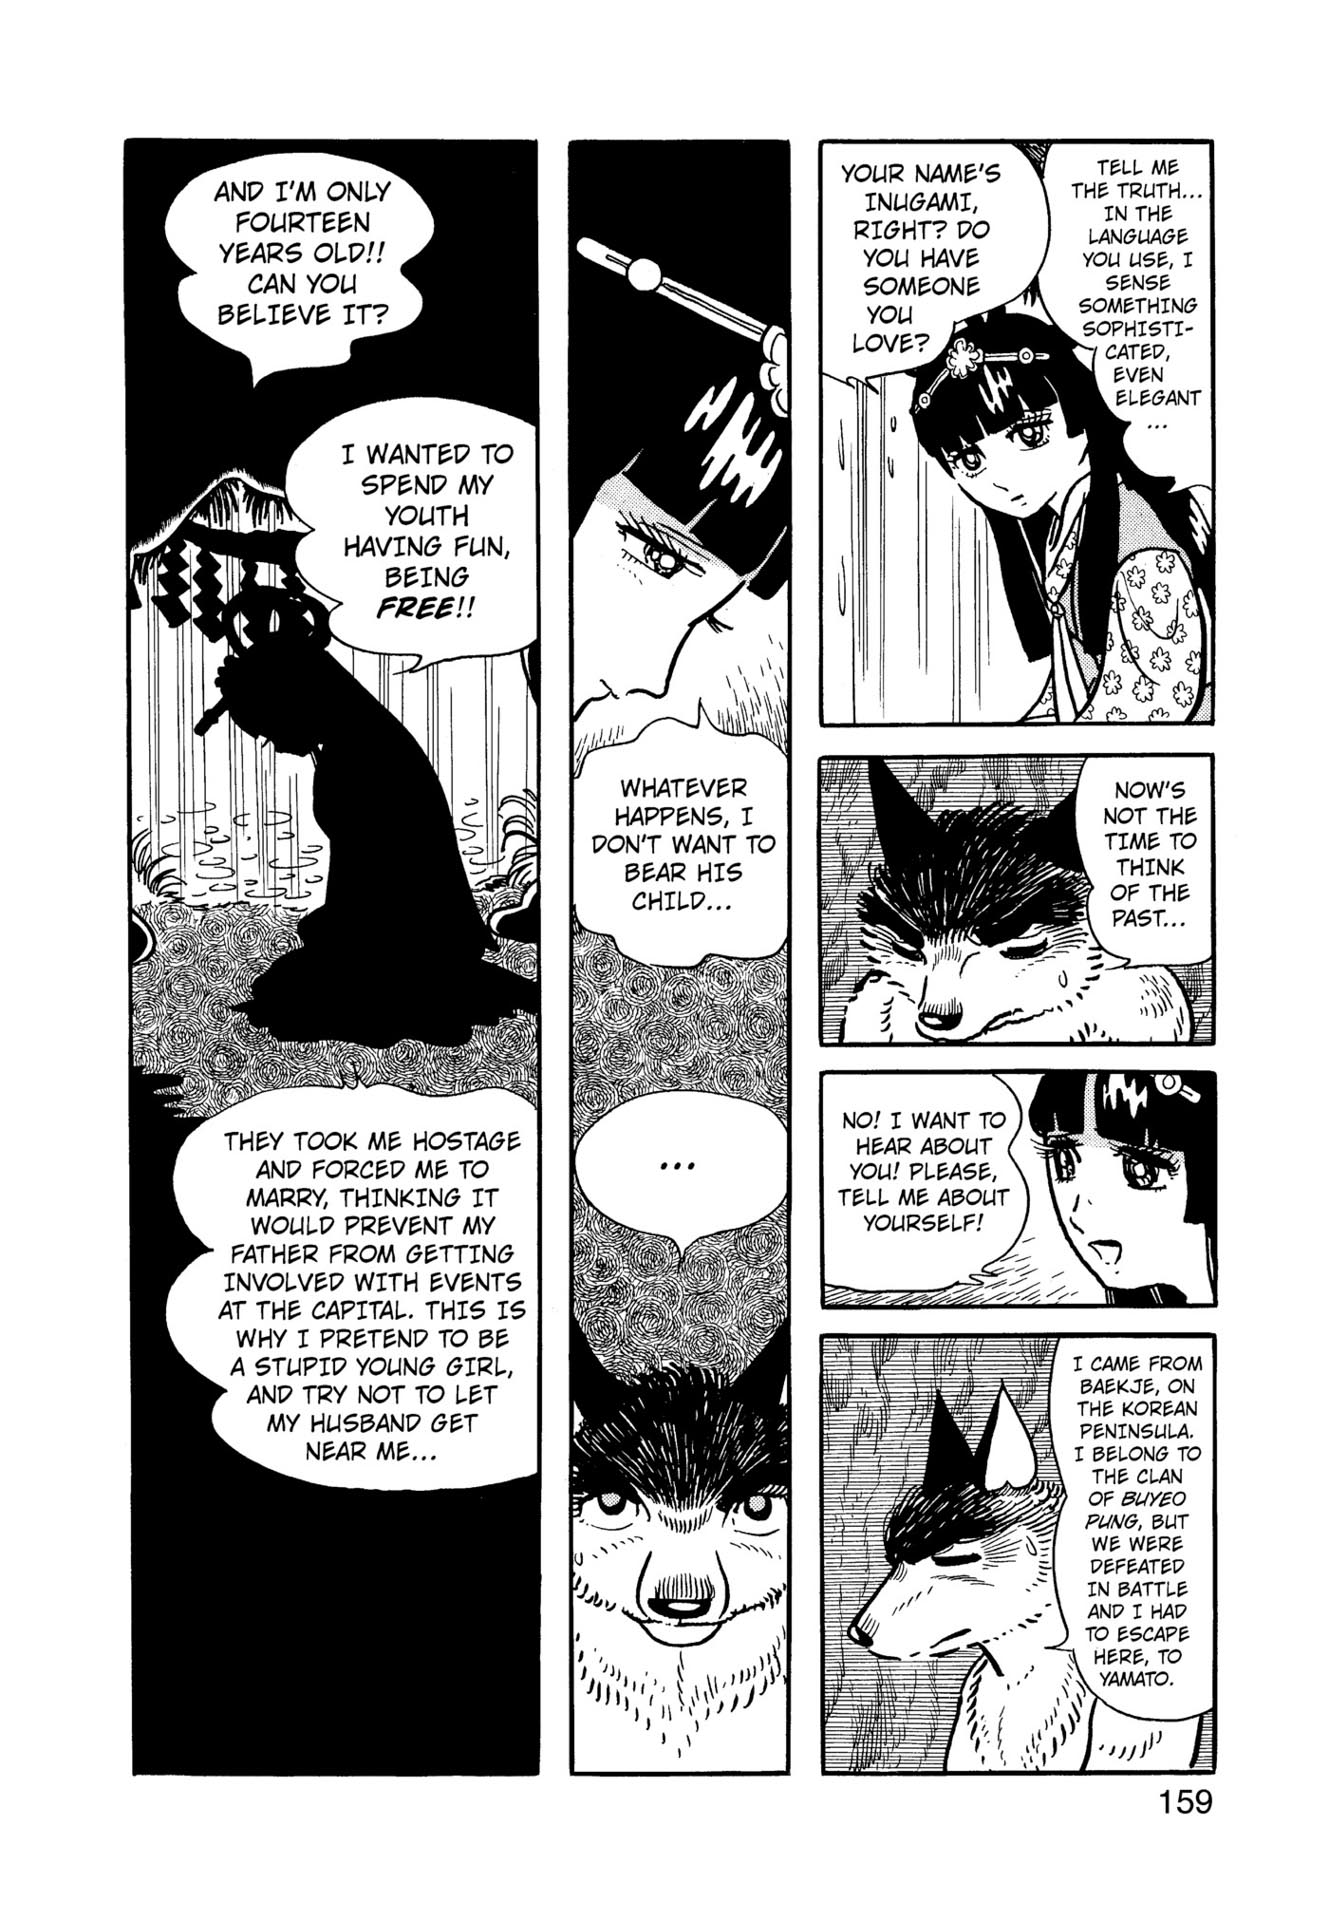 TELL ME
THE TRUTH...
IN THE
LANGUAGE
YOU USE, I
SENSE
SOMETHING
SOPHISTI-
CATED,
EVEN
ELEGANT
...
YOUR NAME'S
INUGAMI,
RIGHT? DO
YOU HAVE
SOMEONE
YOU
LOVE?
NOW'S
NOT THE
TIME TO
THINK
OF THE
PAST...
NO! I WANT TO
HEAR ABOUT
YOU! PLEASE,
TELL ME ABOUT
YOURSELF!
I CAME FROM
BAEKJE, ON
THE KOREAN
PENINSULA.
I BELONG TO
THE CLAN
OF BUYEO
PUNG, BUT
WE WERE
DEFEATED
IN BATTLE
AND I HAD
TO ESCAPE
HERE, TO
YAMATO.
WHATEVER
HAPPENS, I
DON'T WANT TO
BEAR HIS
CHILD...
...
AND I'M ONLY
FOURTEEN
YEARS OLD!!
CAN YOU
BELIEVE IT?
I WANTED TO
SPEND MY
YOUTH
HAVING FUN,
BEING
FREE!!
THEY TOOK ME HOSTAGE
AND FORCED ME TO
MARRY, THINKING IT
WOULD PREVENT MY
FATHER FROM GETTING
INVOLVED WITH EVENTS
AT THE CAPITAL. THIS IS
WHY I PRETEND TO BE
A STUPID YOUNG GIRL,
AND TRY NOT TO LET
MY HUSBAND GET
NEAR ME...
159